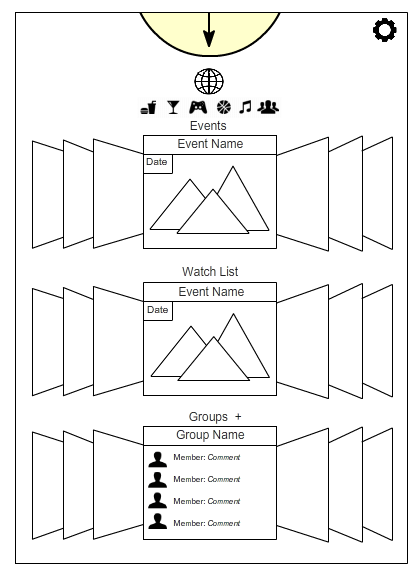 Events
Event Name
Date
Watch List
Event Name
Date
Groups +
Group Name
Member: Comment
Member: Comment
Member: Comment
Member: Comment